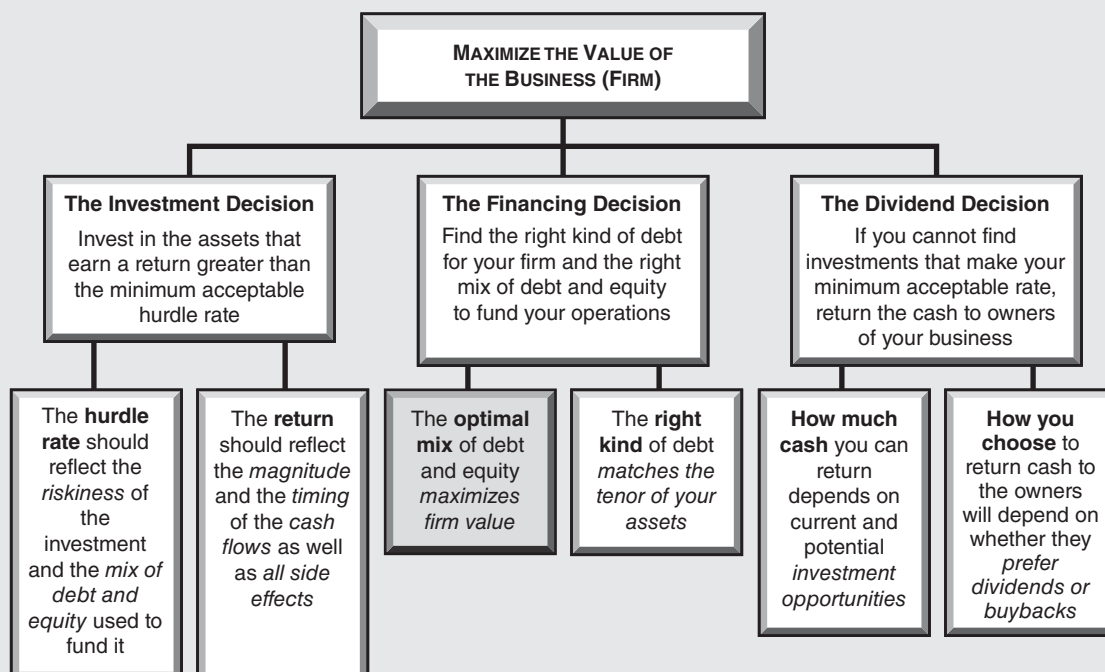 MAXIMIZE THE VALUE OF
THE BUSINESS (FIRM)
The Investment Decision
Invest in the assets that
earn a return greater than
the minimum acceptable
hurdle rate
The Financing Decision
Find the right kind of debt
for your firm and the right
mix of debt and equity
to fund your operations
The Dividend Decision
If you cannot find
investments that make your
minimum acceptable rate,
return the cash to owners
of your business
The hurdle
rate should
reflect the
riskiness of
the
investment
and the mix of
debt and
equity used to
fund it
The return
should reflect
the magnitude
and the timing
of the cash
flows as well
as all side
effects
The optimal
mix of debt
and equity
maximizes
firm value
The right
kind of debt
matches the
tenor of your
assets
How much
cash you can
return
depends on
current and
potential
investment
opportunities
How you
choose to
return cash to
the owners
will depend on
whether they
prefer
dividends or
buybacks